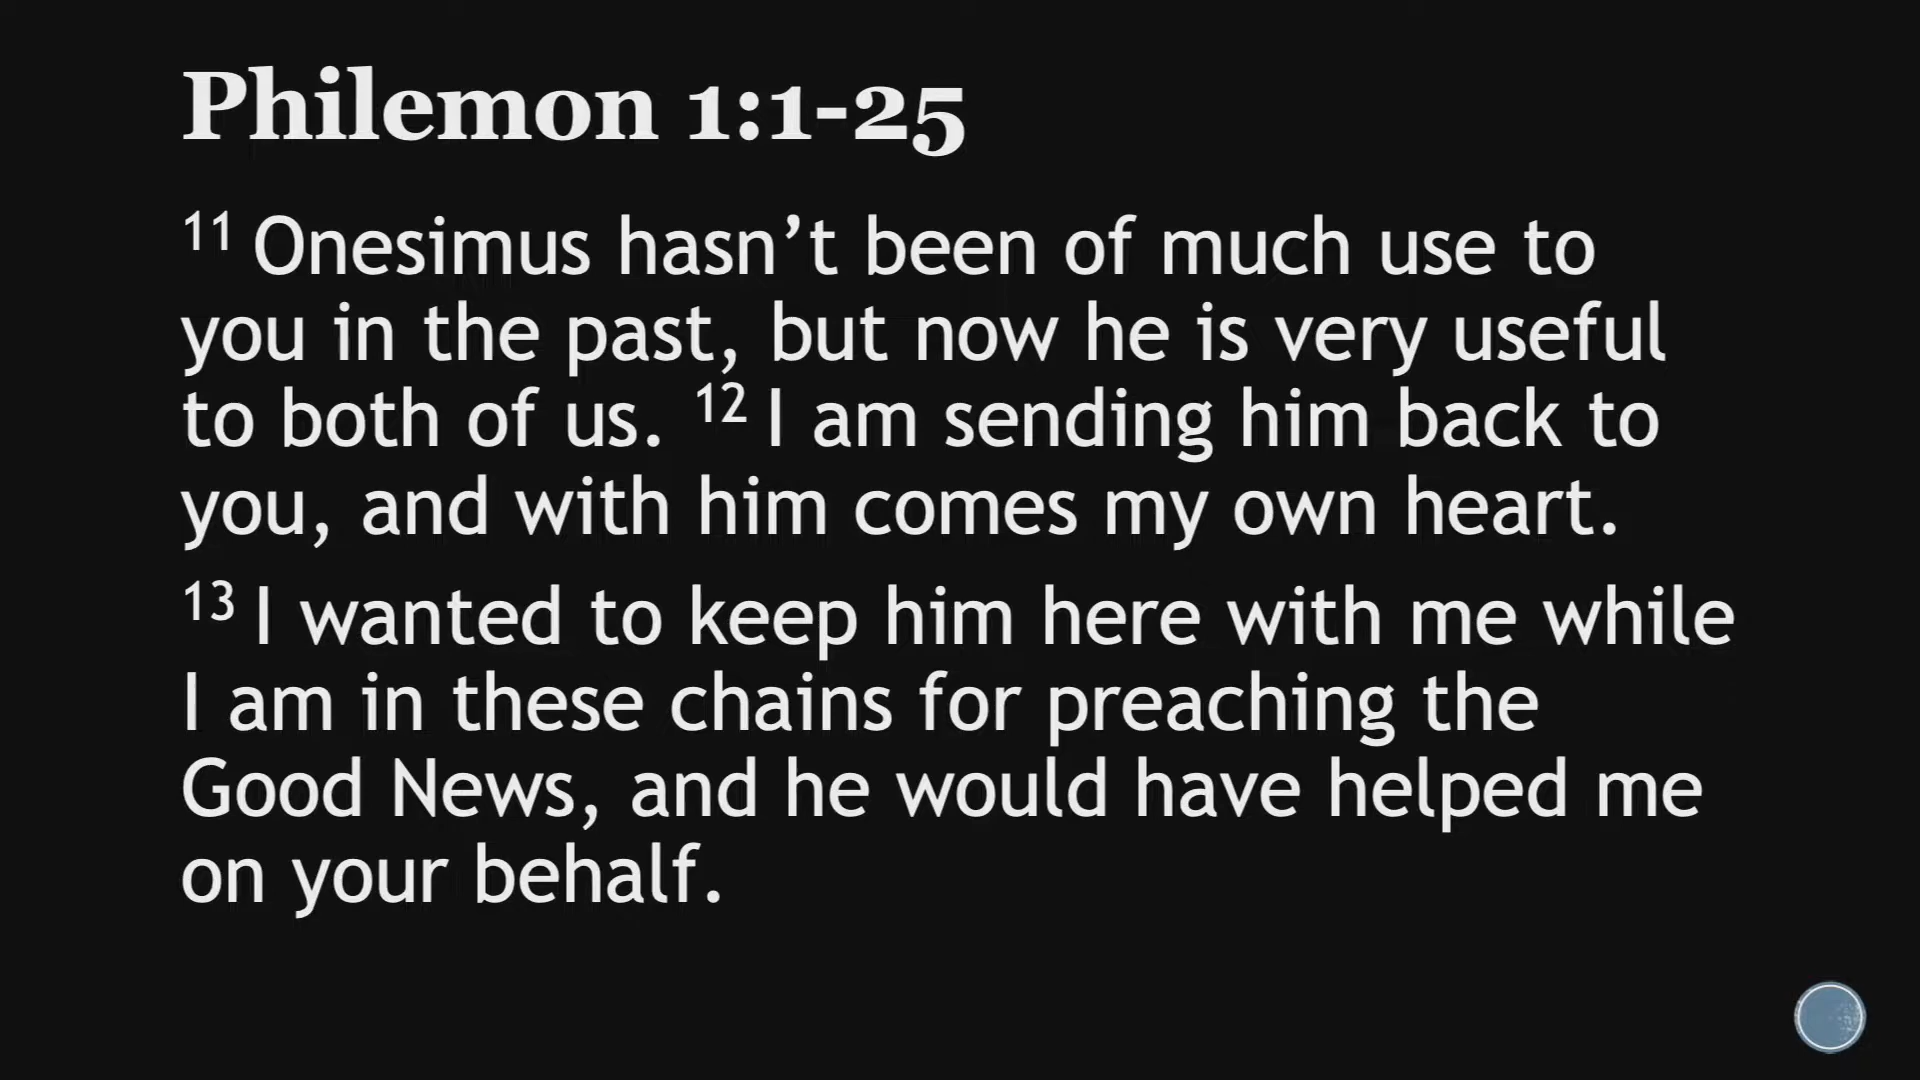 Philemon 1:1-25
11 Onesimus hasn’t been of much use to
you in the past, but now he is very useful
to both of us. 12 I am sending him back to
you, and with him comes my own heart.
13 I wanted to keep him here with me while
I am in these chains for preaching the
Good News, and he would have helped me
on your behalf.